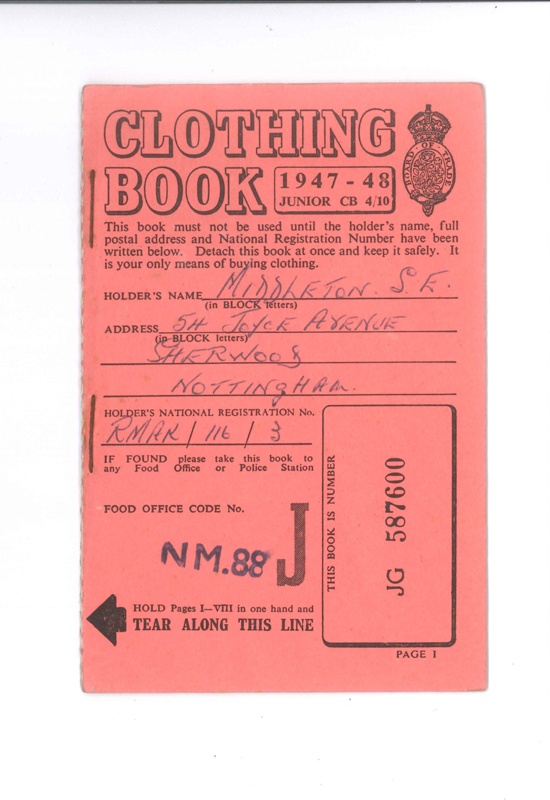 CLOTHING
BOOK
1947 - 48
JUNIOR CB 4/10
BOARD · OF · TRADE
This book must not be used until the holder's name, full
postal address and National Registration Number have been
written below. Detach this book at once and keep it safely. It
is your only means of buying clothing.
HOLDER'S NAME MIDDLETON. S. E.
(in BLOCK letters)
ADDRESS 54 JOYCE AVENUE
(in BLOCK letters)
SHERWOOD
NOTTINGHAM.
HOLDER'S NATIONAL REGISTRATION No.
RMAK / 116 / 3
IF FOUND please take this book to
any Food Office or Police Station
FOOD OFFICE CODE No.
N M. 88
J
THIS BOOK IS NUMBER
JG 587600
HOLD Pages I—VIII in one hand and
TEAR ALONG THIS LINE
PAGE I